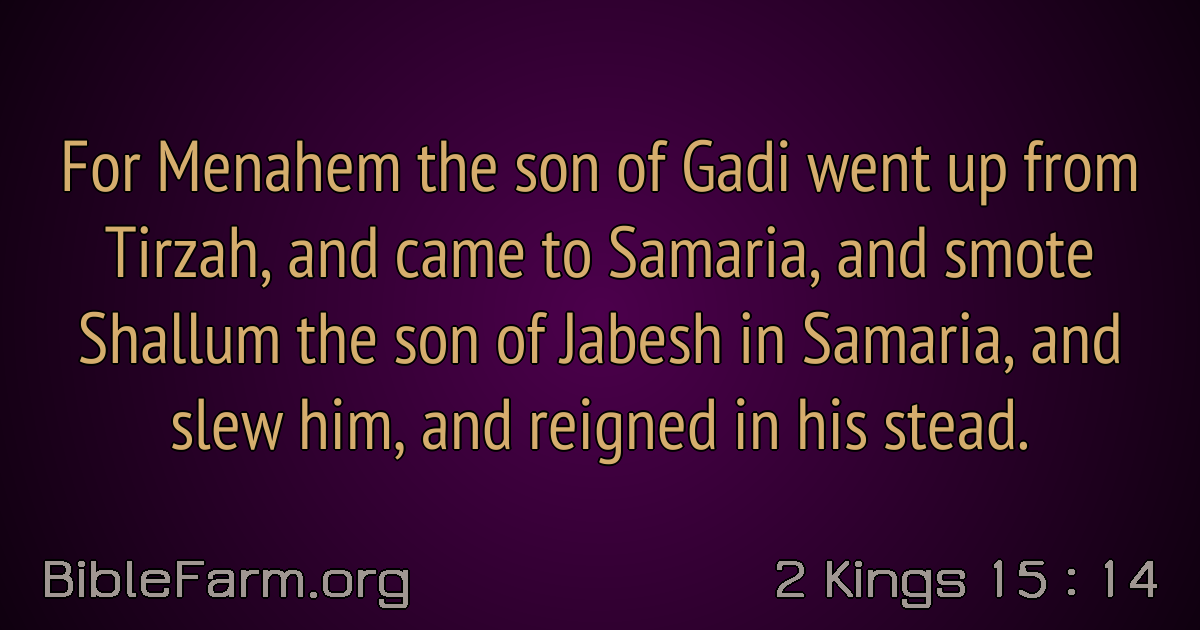 For Menahem the son of Gadi went up from
Tirzah, and came to Samaria, and smote
Shallum the son of Jabesh in Samaria, and
slew him, and reigned in his stead.
BibleFarm.org
2 Kings 15 : 14